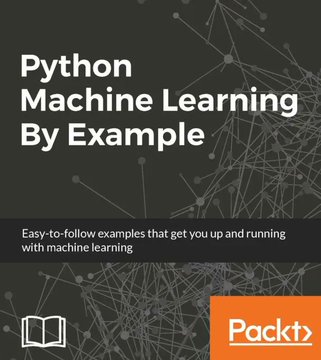 Python
Machine Learning
By Example
Easy-to-follow examples that get you up and running
with machine learning
Packt>